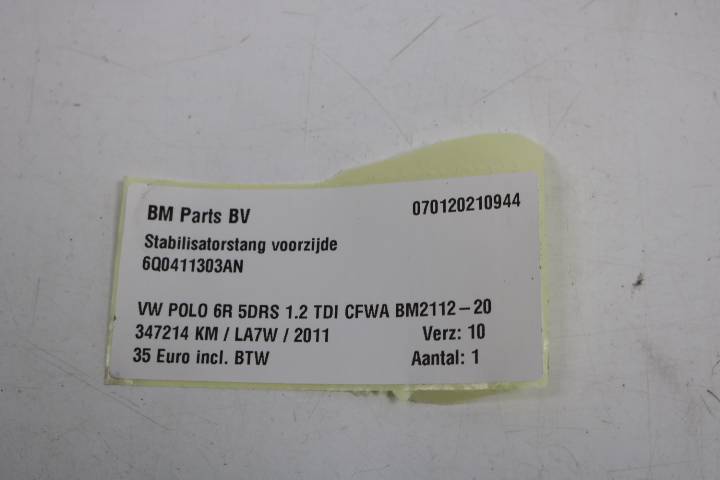 BM Parts BV 070120210944
Stabilisatorstang voorzijde
6Q0411303AN
VW POLO 6R 5DRS 1.2 TDI CFWA BM2112-20
347214 KM / LA7W / 2011 Verz: 10
35 Euro incl. BTW Aantal: 1